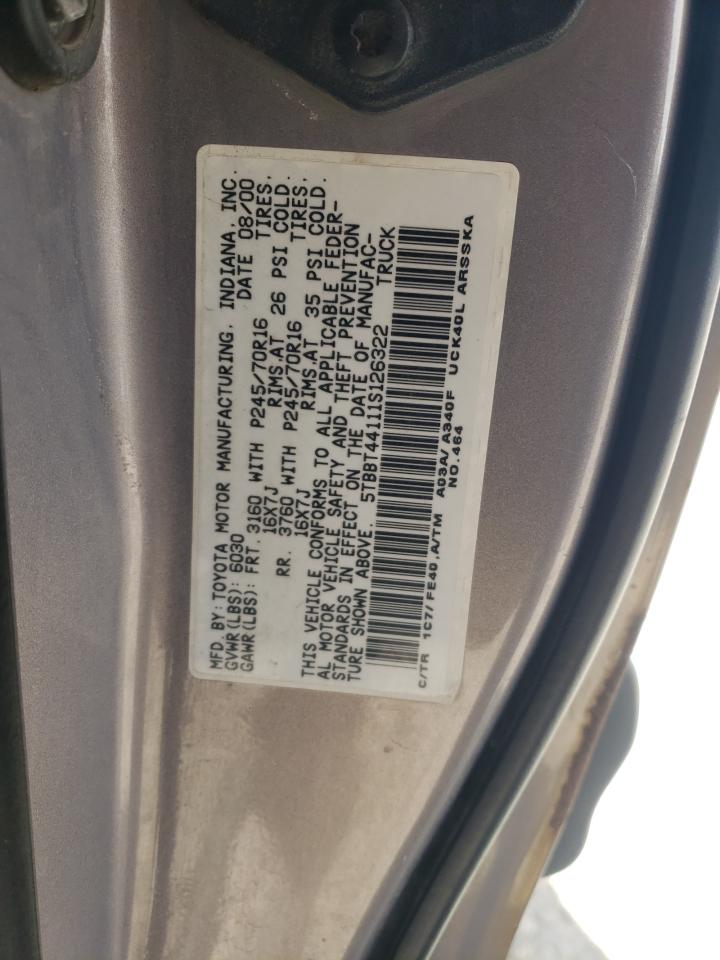 MFD. BY: TOYOTA MOTOR MANUFACTURING, INDIANA, INC.
GVWR(LBS): 6030 DATE 08/00
GAWR(LBS): FRT. 3160 WITH P245/70R16 TIRES,
16X7J RIMS.AT 26 PSI COLD.
RR. 3760 WITH P245/70R16 TIRES,
16X7J RIMS.AT 35 PSI COLD.
THIS VEHICLE CONFORMS TO ALL APPLICABLE FEDER-
AL MOTOR VEHICLE SAFETY AND THEFT PREVENTION
STANDARDS IN EFFECT ON THE DATE OF MANUFAC-
TURE SHOWN ABOVE. 5TBBT44111S126322 TRUCK
C/TR 1C7/FE40,A/TM A03A/A340F UCK40L ARSSKA
NO.464